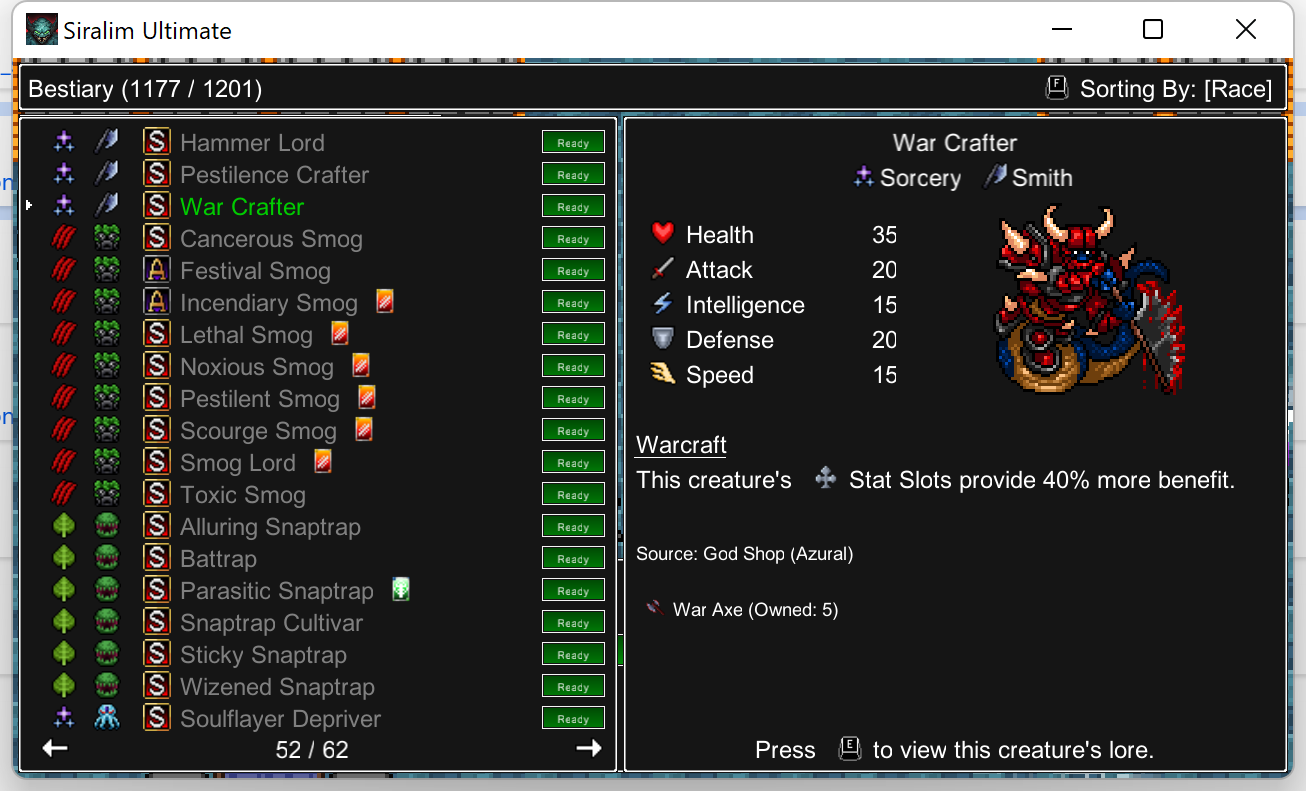 Siralim Ultimate
Bestiary (1177 / 1201)
F Sorting By: [Race]
S Hammer Lord Ready
S Pestilence Crafter Ready
S War Crafter Ready
S Cancerous Smog Ready
A Festival Smog Ready
A Incendiary Smog Ready
S Lethal Smog Ready
S Noxious Smog Ready
S Pestilent Smog Ready
S Scourge Smog Ready
S Smog Lord Ready
S Toxic Smog Ready
S Alluring Snaptrap Ready
S Battrap Ready
S Parasitic Snaptrap Ready
S Snaptrap Cultivar Ready
S Sticky Snaptrap Ready
S Wizened Snaptrap Ready
S Soulflayer Depriver Ready
52 / 62
War Crafter
Sorcery Smith
Health 35
Attack 20
Intelligence 15
Defense 20
Speed 15
Warcraft
This creature's Stat Slots provide 40% more benefit.
Source: God Shop (Azural)
War Axe (Owned: 5)
Press E to view this creature's lore.